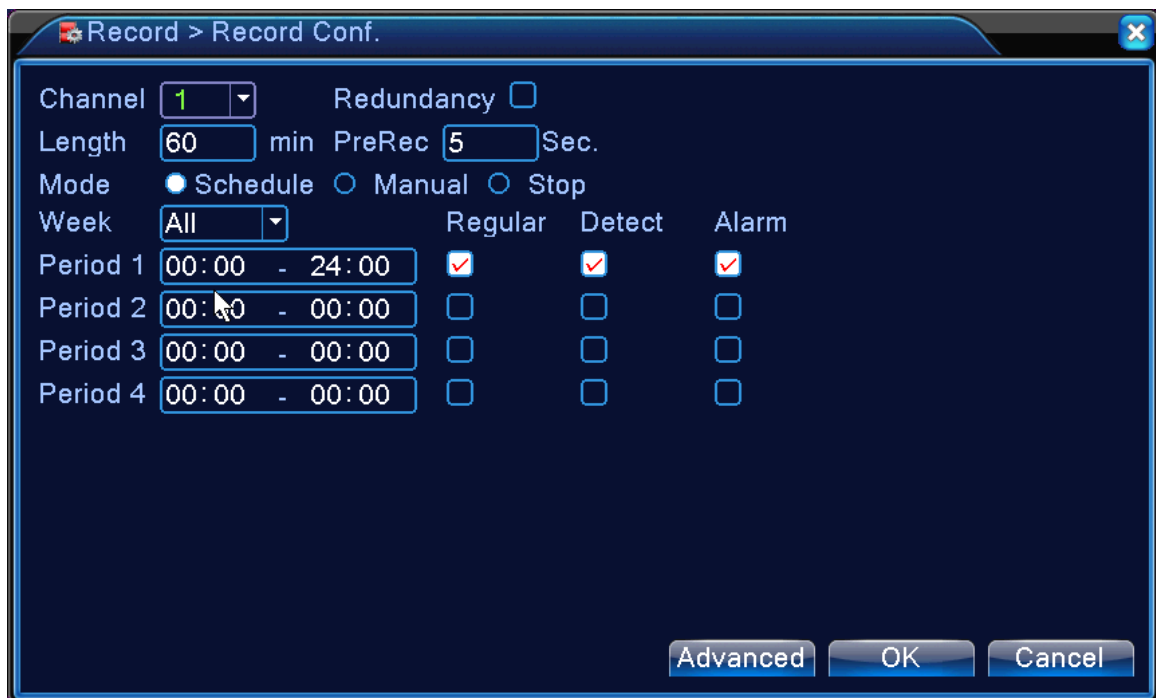 Record > Record Conf.
Channel 1 Redundancy
Length 60 min PreRec 5 Sec.
Mode Schedule Manual Stop
Week All Regular Detect Alarm
Period 1 00:00 - 24:00
Period 2 00:00 - 00:00
Period 3 00:00 - 00:00
Period 4 00:00 - 00:00
Advanced OK Cancel